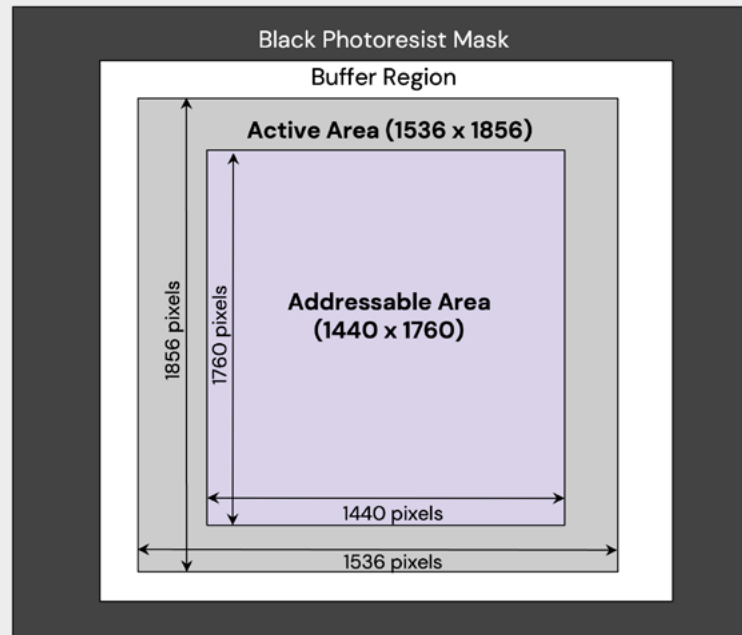 Black Photoresist Mask
Buffer Region
Active Area (1536 x 1856)
1856 pixels
1760 pixels
Addressable Area
(1440 x 1760)
1440 pixels
1536 pixels